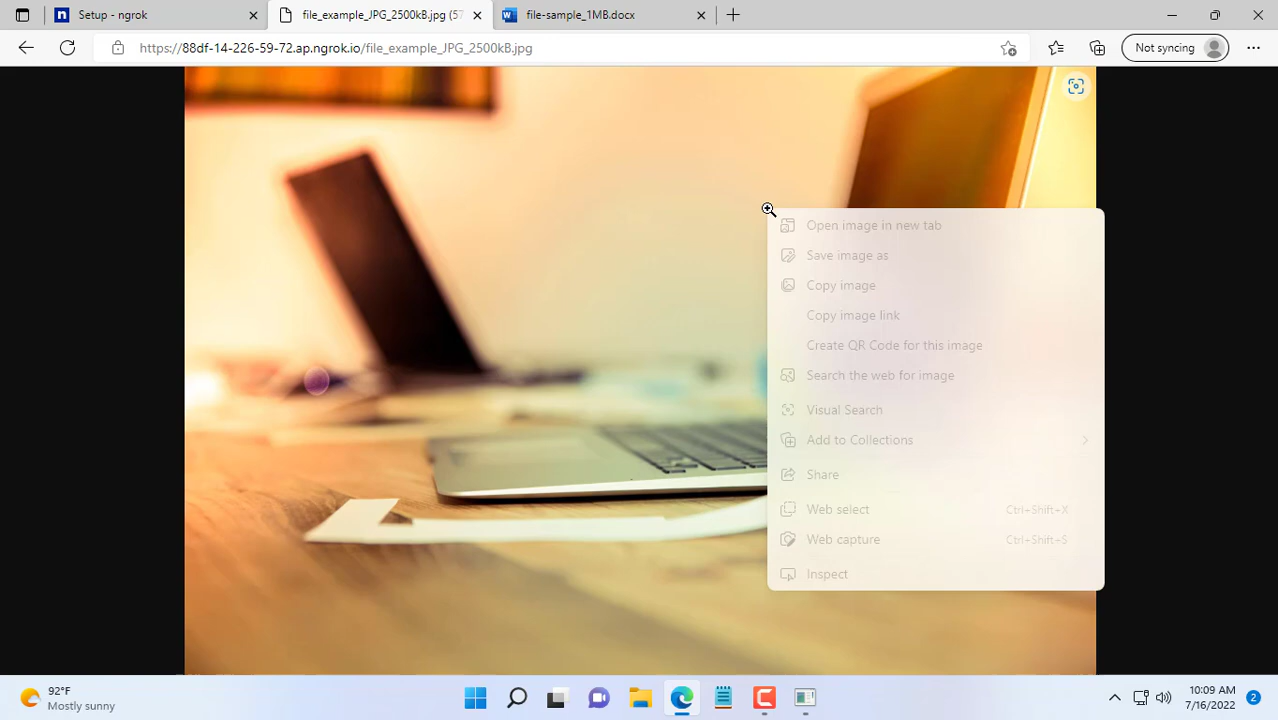 Setup - ngrok
file_example_JPG_2500kB.jpg (57
file-sample_1MB.docx
https://88df-14-226-59-72.ap.ngrok.io/file_example_JPG_2500kB.jpg
Not syncing
Open image in new tab
Save image as
Copy image
Copy image link
Create QR Code for this image
Search the web for image
Visual Search
Add to Collections
Share
Web select Ctrl+Shift+X
Web capture Ctrl+Shift+S
Inspect
92°F
Mostly sunny
10:09 AM
7/16/2022
2